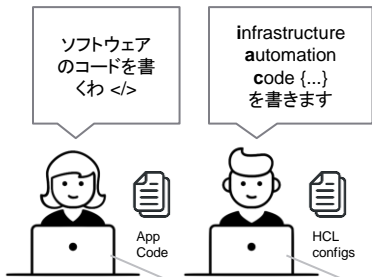 ソフトウェア
のコードを書
くわ </>
infrastructure
automation
code {...}
を書きます
App
Code
HCL
configs